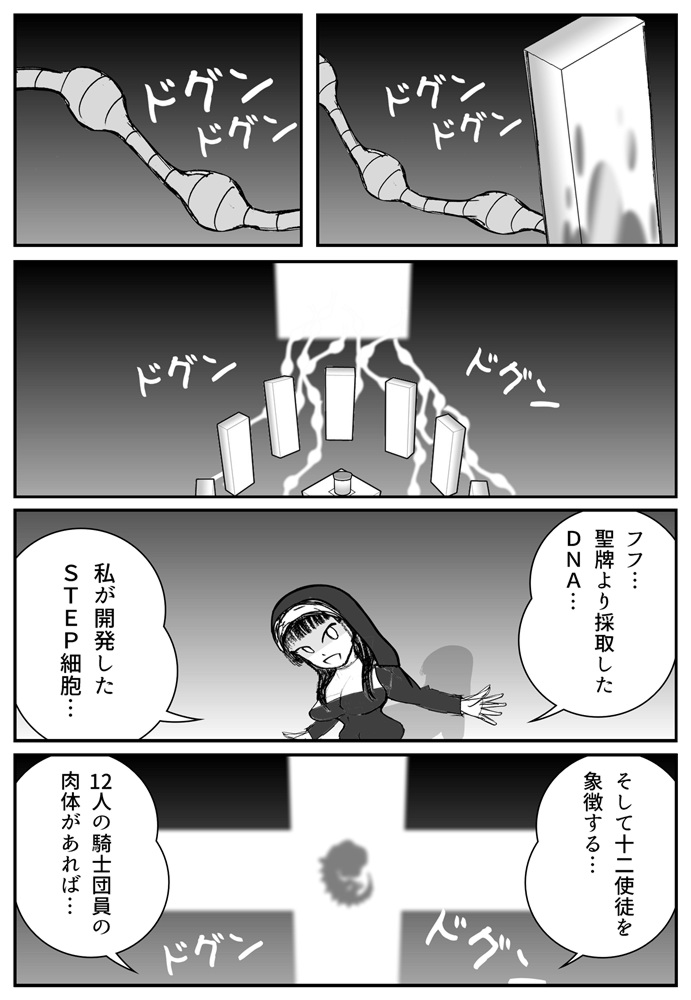 ドグン
ドグン
ドグン
ドグン
ドグン
ドグン
フフ…
聖牌より採取した
DNA…
私が開発した
STEP細胞…
そして十二使徒を
象徴する…
12人の騎士団員の
肉体があれば…
ドグン
ドグン